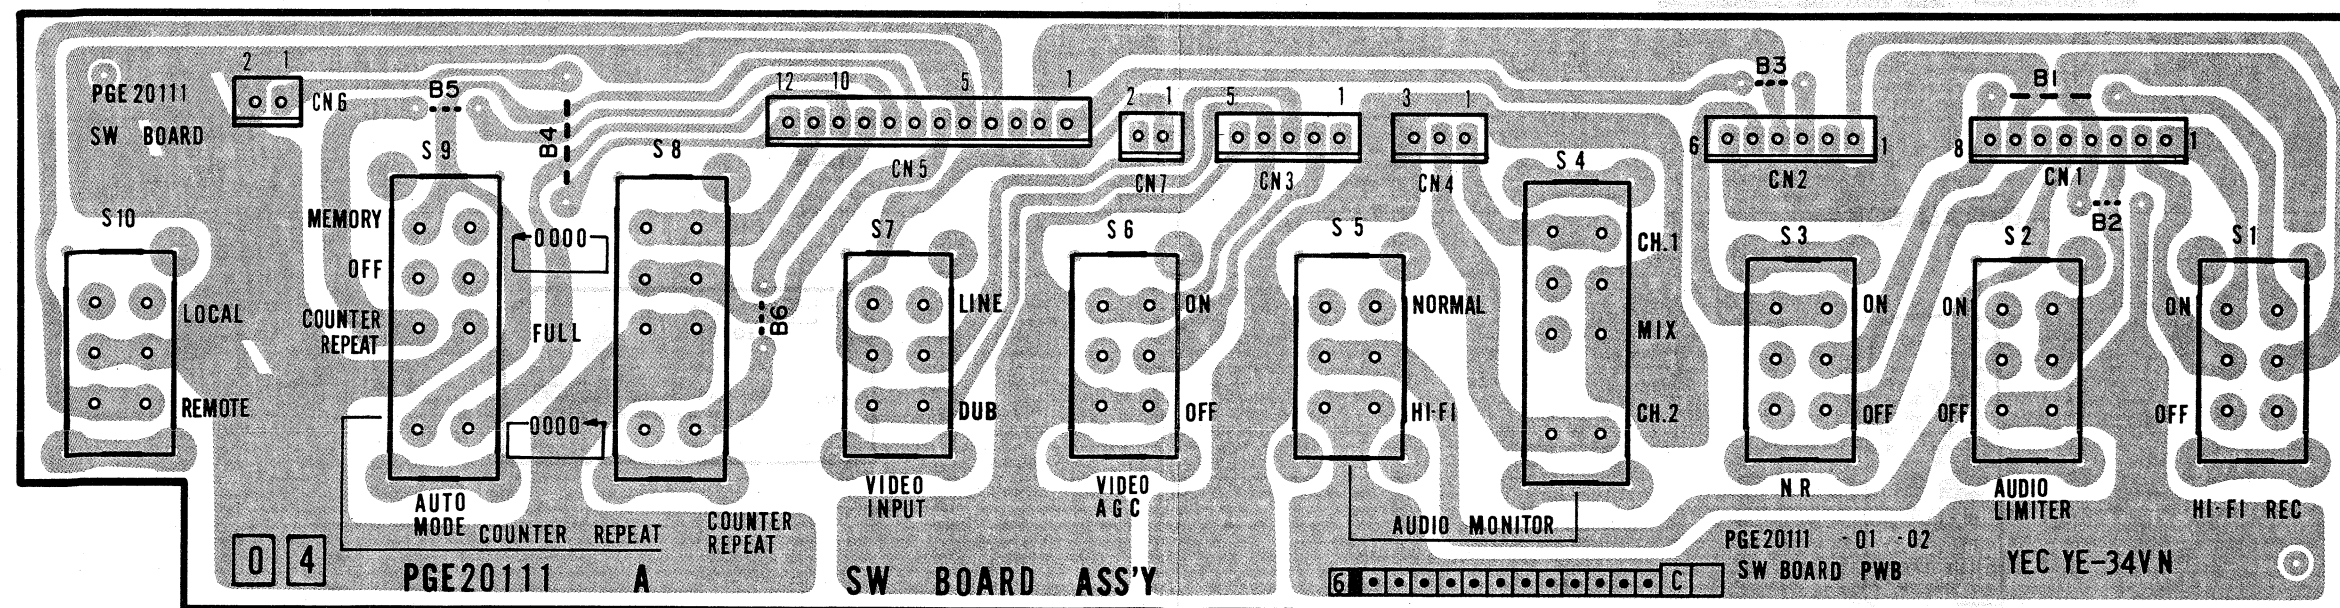 PGE20111
SW BOARD
2 1
CN6
B5
B4
12 10 5 1
CN5
2 1
CN7
5 1
CN3
3 1
CN4
B3
6 1
CN2
B1
8 1
CN1
B2
S10
LOCAL
REMOTE
S9
MEMORY
OFF
COUNTER
REPEAT
AUTO
MODE
0000
FULL
0000
S8
B6
COUNTER REPEAT
COUNTER
REPEAT
S7
LINE
DUB
VIDEO
INPUT
S6
ON
OFF
VIDEO
AGC
S5
NORMAL
HI-FI
S4
CH.1
MIX
CH.2
AUDIO MONITOR
S3
ON
OFF
NR
S2
ON
OFF
AUDIO
LIMITER
S1
ON
OFF
HI-FI REC
0 4
PGE20111 A SW BOARD ASS'Y
6 C
PGE20111 -01 -02
SW BOARD PWB
YEC YE-34VN